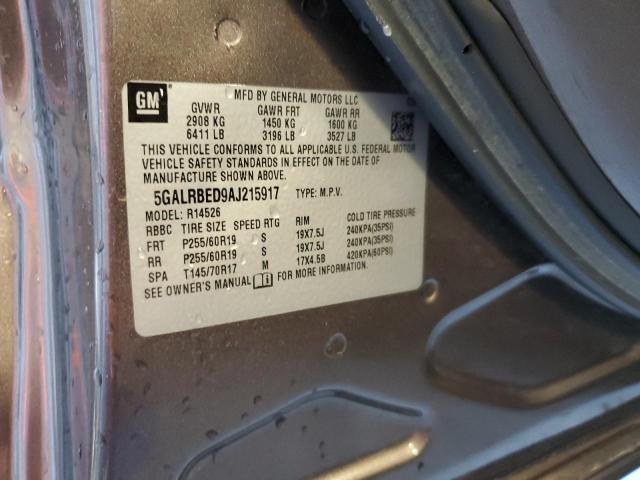 GM
MFD BY GENERAL MOTORS LLC
GVWR GAWR FRT GAWR RR
2908 KG 1450 KG 1600 KG
6411 LB 3196 LB 3527 LB
THIS VEHICLE CONFORMS TO ALL APPLICABLE U.S. FEDERAL MOTOR
VEHICLE SAFETY STANDARDS IN EFFECT ON THE DATE OF
MANUFACTURE SHOWN ABOVE.
5GALRBED9AJ215917 TYPE: M.P.V.
MODEL: R14526
RBBC TIRE SIZE SPEED RTG RIM COLD TIRE PRESSURE
FRT P255/60R19 S 19X7.5J 240KPA(35PSI)
RR P255/60R19 S 19X7.5J 240KPA(35PSI)
SPA T145/70R17 M 17X4.5B 420KPA(60PSI)
SEE OWNER'S MANUAL FOR MORE INFORMATION.